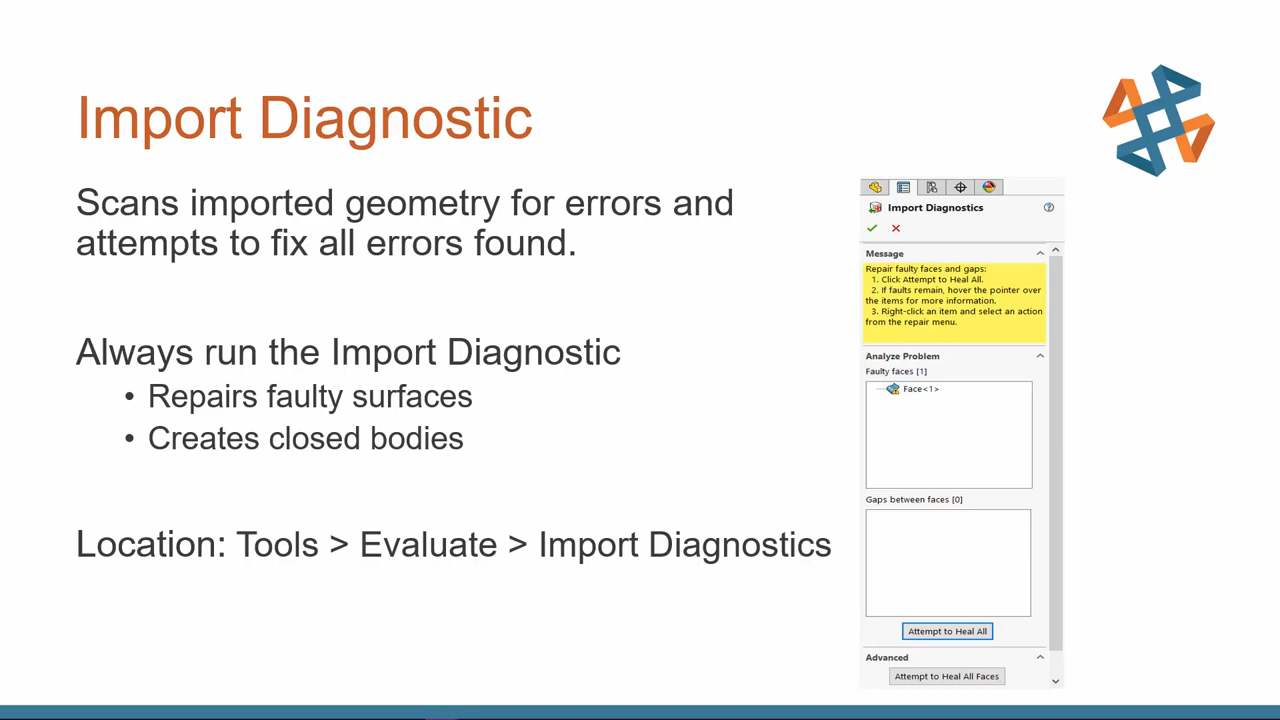 Import Diagnostic
Scans imported geometry for errors and
attempts to fix all errors found.
Always run the Import Diagnostic
• Repairs faulty surfaces
• Creates closed bodies
Location: Tools > Evaluate > Import Diagnostics
Import Diagnostics
Message
Repair faulty faces and gaps:
1. Click Attempt to Heal All.
2. If faults remain, hover the pointer over
the items for more information.
3. Right-click an item and select an action
from the repair menu.
Analyze Problem
Faulty faces [1]
Face<1>
Gaps between faces [0]
Attempt to Heal All
Advanced
Attempt to Heal All Faces